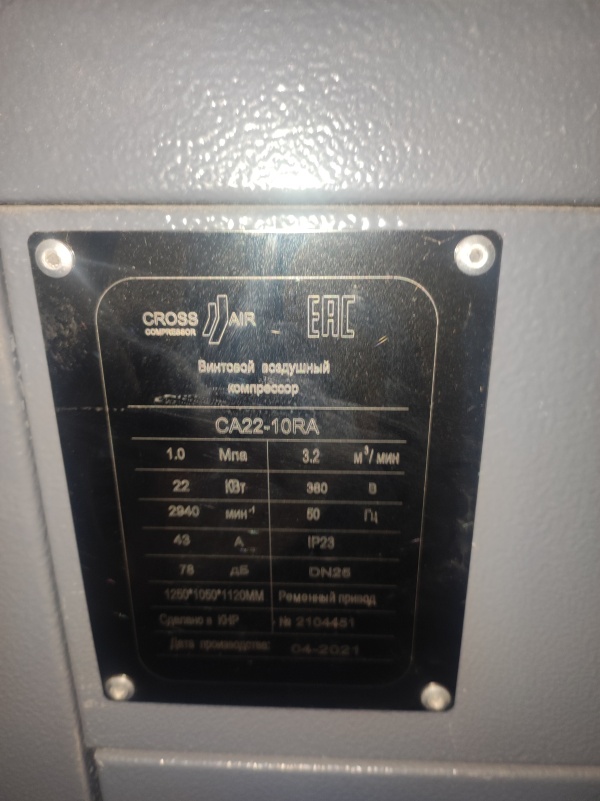 CROSS AIR
COMPRESSOR
EAC
Винтовой воздушный
компрессор
CA22-10RA
1.0 Мпа 3.2 м³/мин
22 КВт 380 В
2940 мин⁻¹ 50 Гц
43 А IP23
78 дБ DN25
1250*1050*1120ММ Ременный привод
Сделано в КНР № 2104451
Дата производства: 04-2021